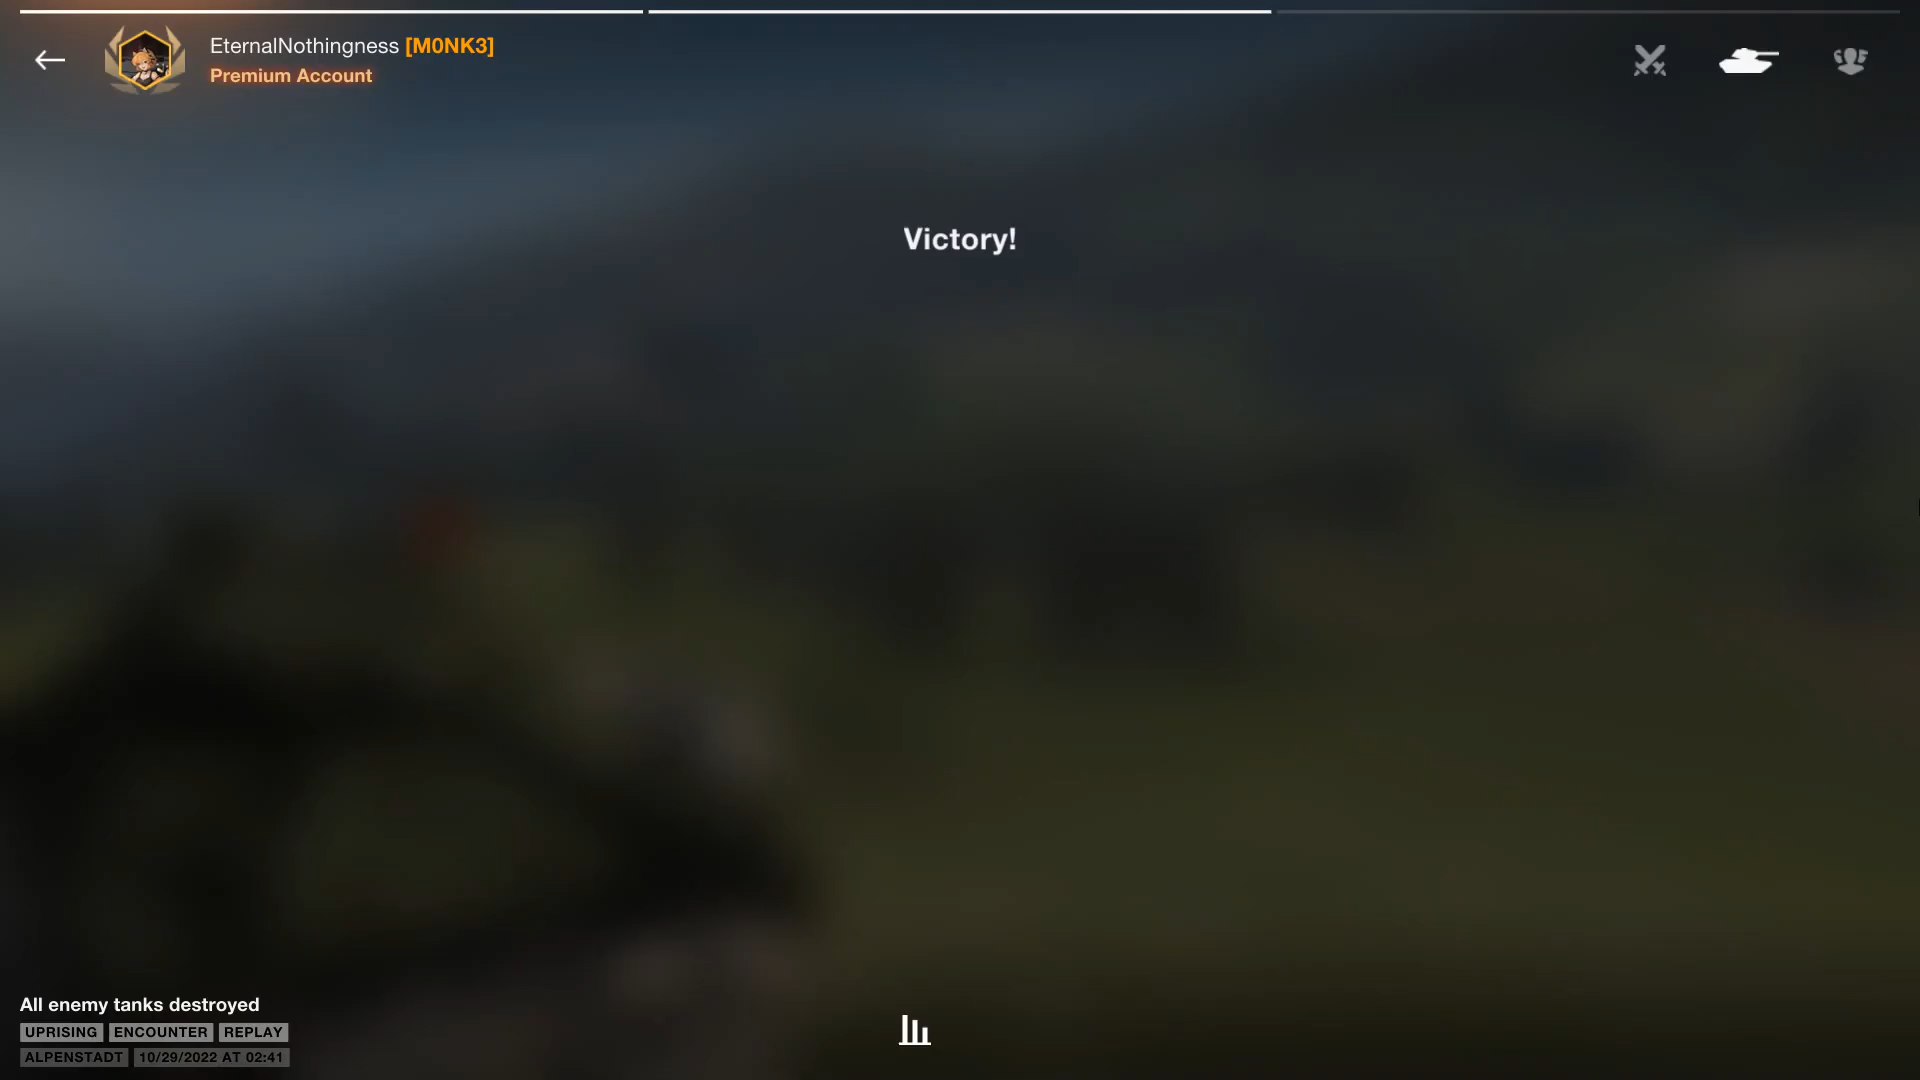 EternalNothingness [M0NK3]
Premium Account
Victory!
All enemy tanks destroyed
UPRISING ENCOUNTER REPLAY
ALPENSTADT 10/29/2022 AT 02:41